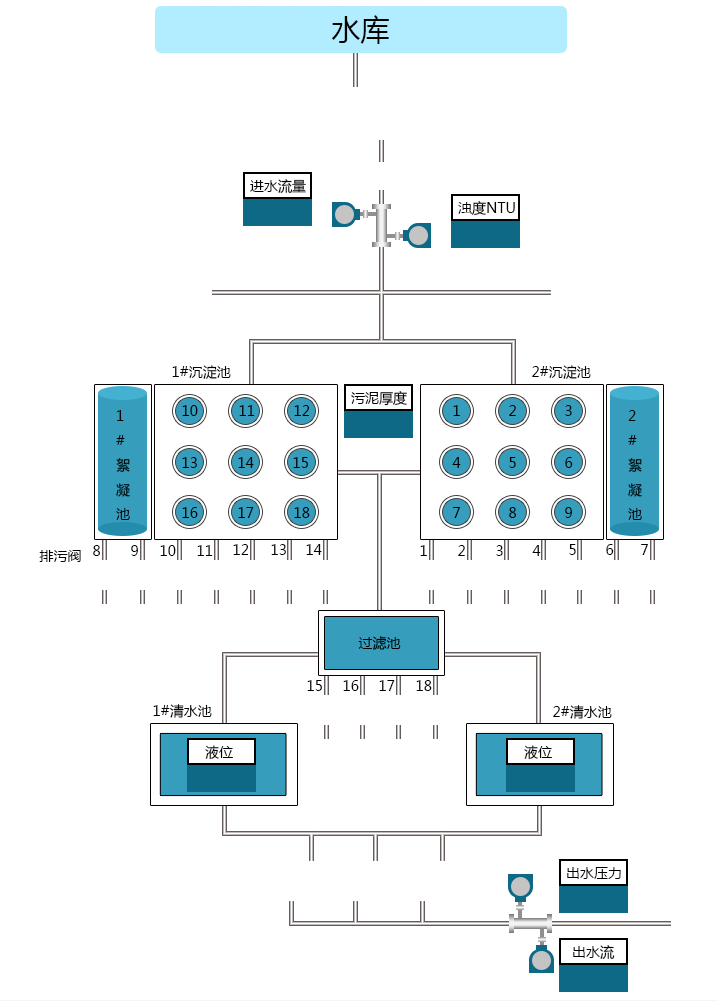 水库
进水流量
浊度NTU
1#沉淀池
2#沉淀池
污泥厚度
1
#
絮
凝
池
10 11 12
13 14 15
16 17 18
1 2 3
4 5 6
7 8 9
2
#
絮
凝
池
排污阀 8 9 10 11 12 13 14
1 2 3 4 5 6 7
过滤池
15 16 17 18
1#清水池
2#清水池
液位
液位
出水压力
出水流